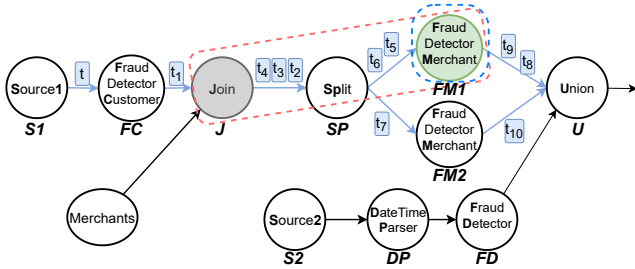 Source1
S1
t
Fraud
Detector
Customer
FC
t1
Join
J
t4 t3 t2
Split
SP
t6 t5
Fraud
Detector
Merchant
FM1
t9 t8
t7
Fraud
Detector
Merchant
FM2
t10
Union
U
Merchants
Source2
S2
DateTime
Parser
DP
Fraud
Detector
FD